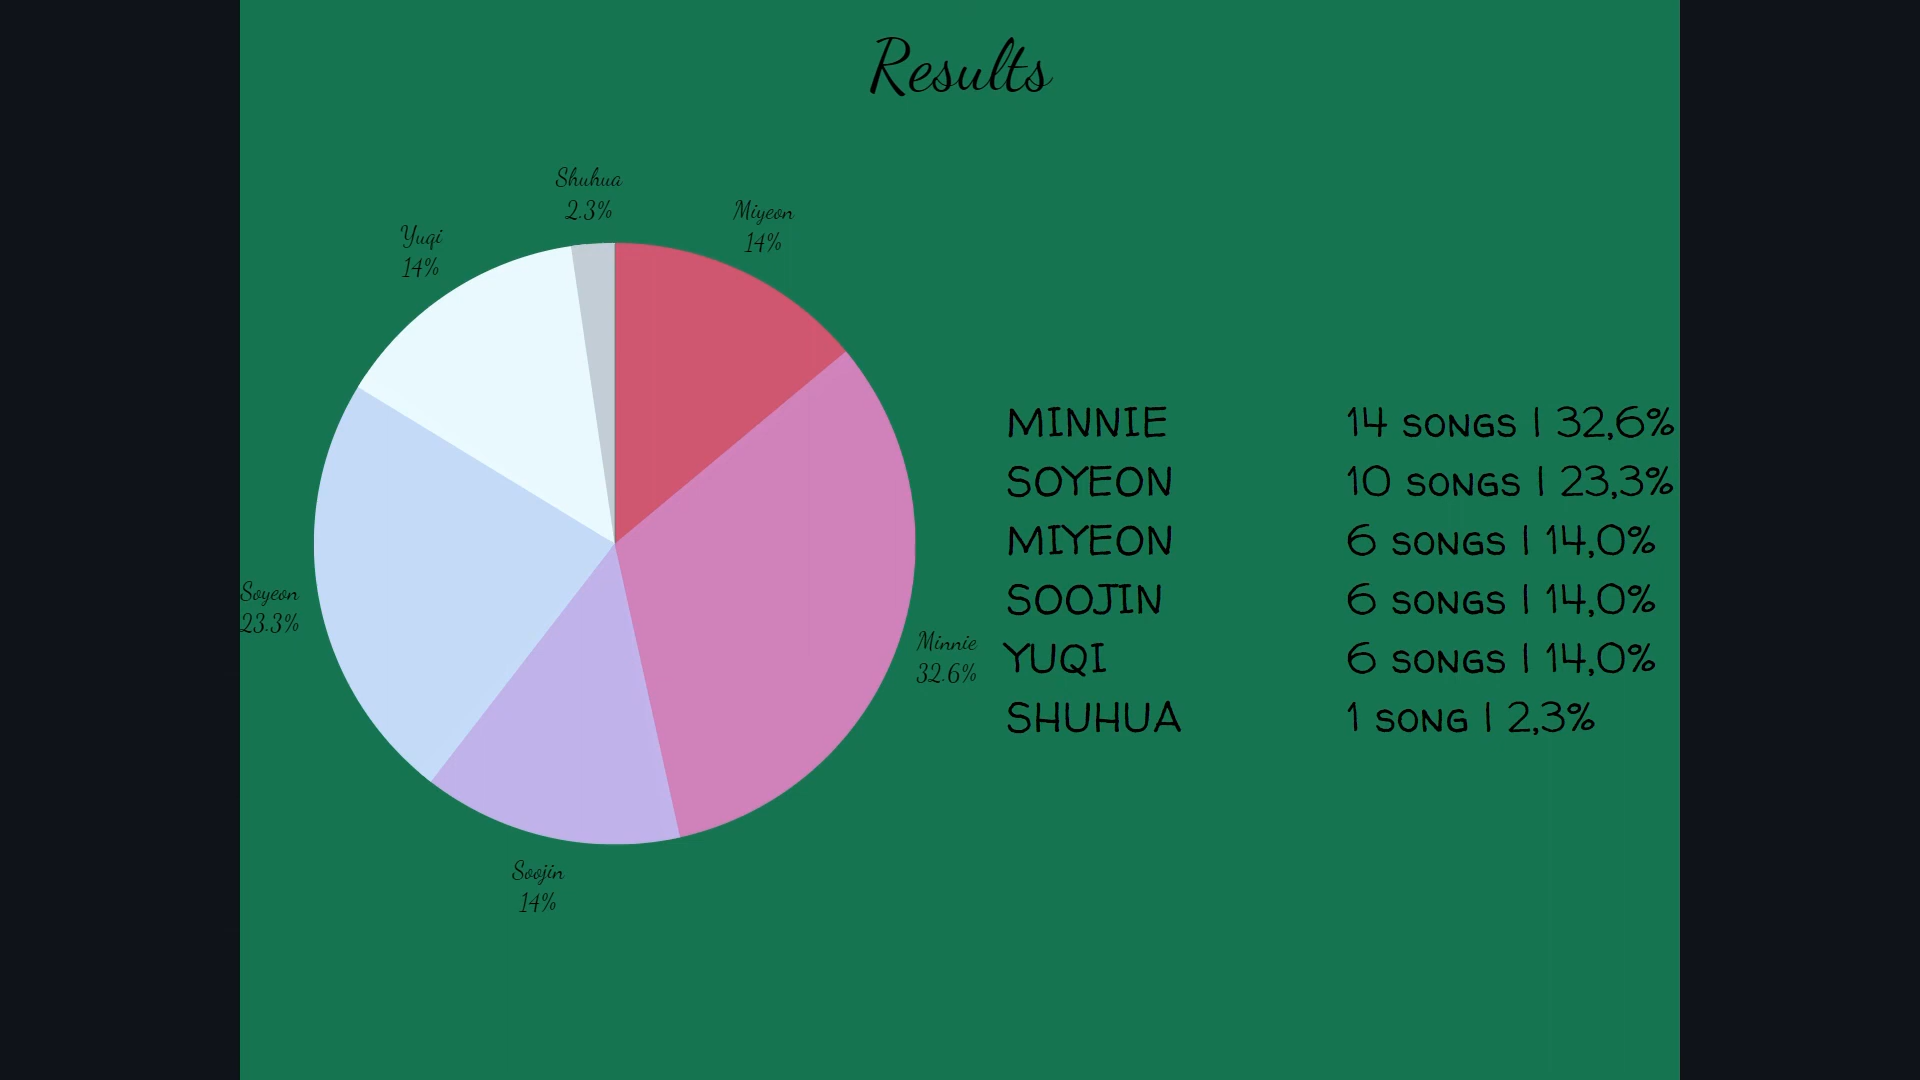 Results
Shuhua
2.3%
Miyeon
14%
Yuqi
14%
Soyeon
23.3%
Minnie
32.6%
Soojin
14%
MINNIE 14 SONGS | 32,6%
SOYEON 10 SONGS | 23,3%
MIYEON 6 SONGS | 14,0%
SOOJIN 6 SONGS | 14,0%
YUQI 6 SONGS | 14,0%
SHUHUA 1 SONG | 2,3%